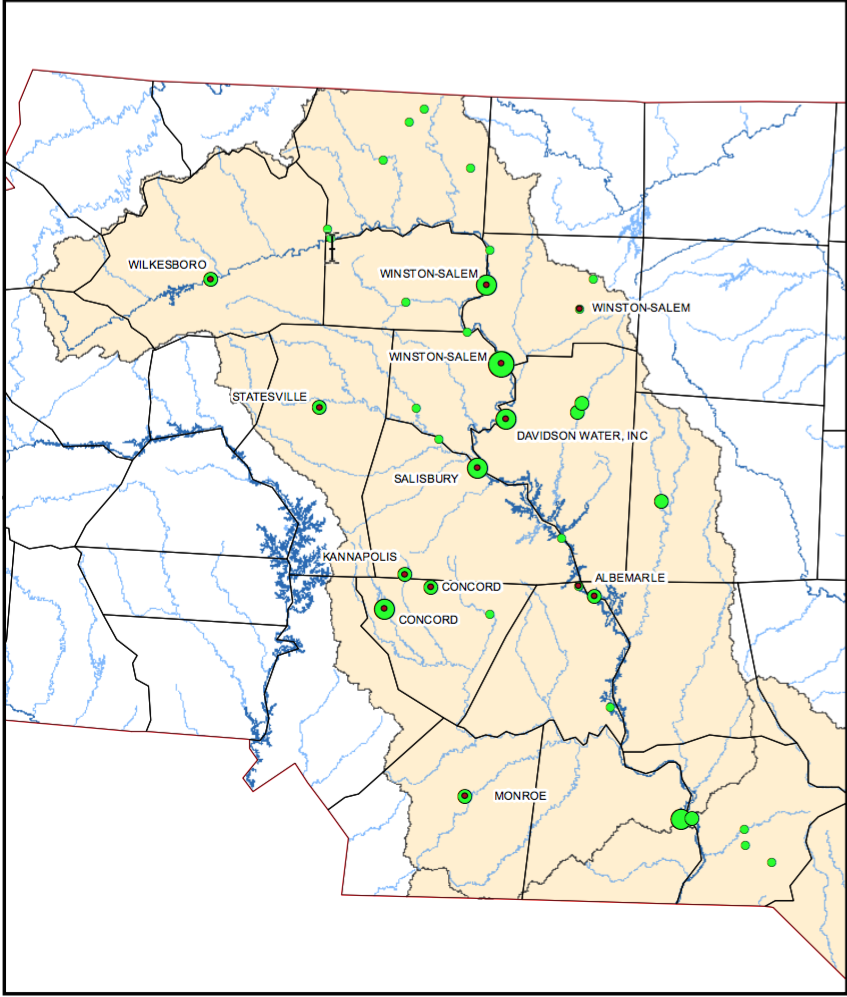 WILKESBORO
WINSTON-SALEM
WINSTON-SALEM
WINSTON-SALEM
STATESVILLE
DAVIDSON WATER, INC
SALISBURY
KANNAPOLIS
ALBEMARLE
CONCORD
CONCORD
MONROE